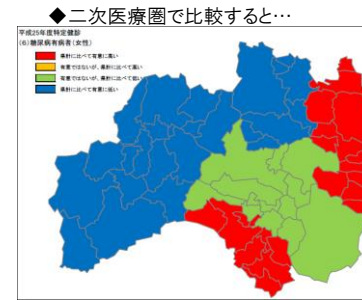 ◆二次医療圏で比較すると…
平成25年度特定健診
(6)糖尿病有病者(女性)
県計に比べて有意に高い
有意ではないが、県計に比べて高い
有意ではないが、県計に比べて低い
県計に比べて有意に低い